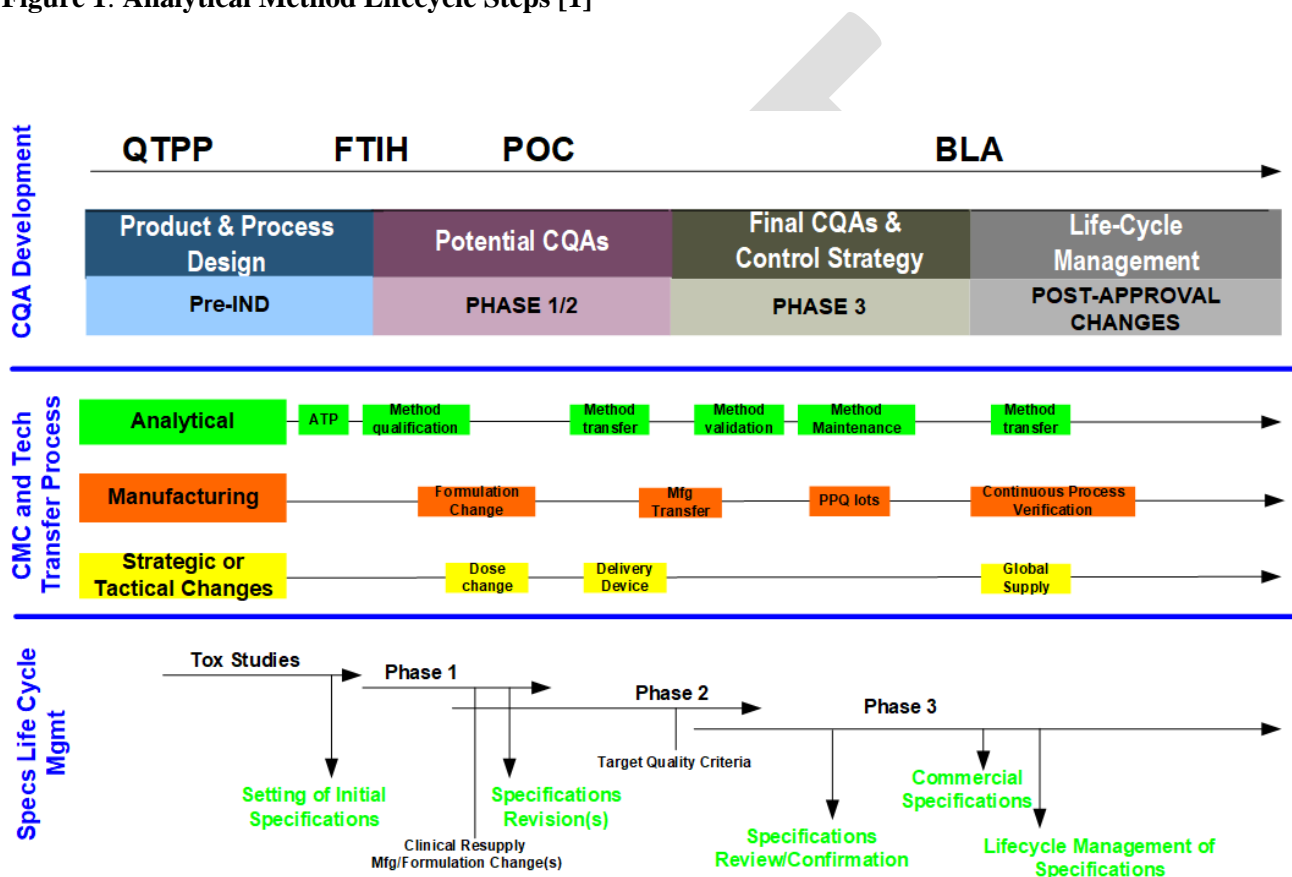 Figure 1. Analytical Method Lifecycle Steps [1]
QTPP FTIH POC BLA
CQA Development
Product & Process
Design
Potential CQAs
Final CQAs &
Control Strategy
Life-Cycle
Management
Pre-IND
PHASE 1/2
PHASE 3
POST-APPROVAL
CHANGES
CMC and Tech
Transfer Process
Analytical
ATP
Method
qualification
Method
transfer
Method
validation
Method
Maintenance
Method
transfer
Manufacturing
Formulation
Change
Mfg
Transfer
PPQ lots
Continuous Process
Verification
Strategic or
Tactical Changes
Dose
change
Delivery
Device
Global
Supply
Specs Life Cycle
Mgmt
Tox Studies
Phase 1
Phase 2
Phase 3
Setting of Initial
Specifications
Clinical Resupply
Mfg/Formulation Change(s)
Specifications
Revision(s)
Target Quality Criteria
Specifications
Review/Confirmation
Commercial
Specifications
Lifecycle Management of
Specifications